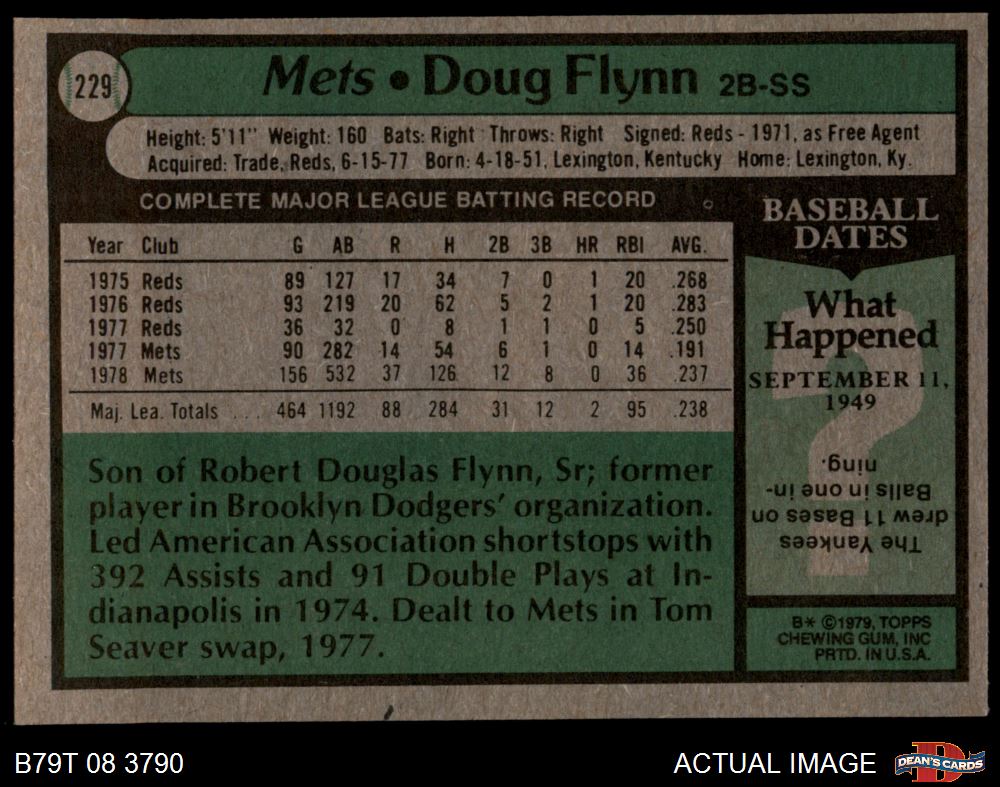 229
Mets • Doug Flynn 2B-SS
Height: 5'11" Weight: 160 Bats: Right Throws: Right Signed: Reds - 1971, as Free Agent
Acquired: Trade, Reds, 6-15-77 Born: 4-18-51, Lexington, Kentucky Home: Lexington, Ky.
COMPLETE MAJOR LEAGUE BATTING RECORD
Year Club G AB R H 2B 3B HR RBI AVG.
1975 Reds 89 127 17 34 7 0 1 20 .268
1976 Reds 93 219 20 62 5 2 1 20 .283
1977 Reds 36 32 0 8 1 1 0 5 .250
1977 Mets 90 282 14 54 6 1 0 14 .191
1978 Mets 156 532 37 126 12 8 0 36 .237
Maj. Lea. Totals ... 464 1192 88 284 31 12 2 95 .238
Son of Robert Douglas Flynn, Sr; former
player in Brooklyn Dodgers' organization.
Led American Association shortstops with
392 Assists and 91 Double Plays at In-
dianapolis in 1974. Dealt to Mets in Tom
Seaver swap, 1977.
BASEBALL
DATES
What
Happened
SEPTEMBER 11,
1949
The Yankees
drew 11 Bases on
Balls in one in-
ning.
B* ©1979, TOPPS
CHEWING GUM, INC
PRTD. IN U.S.A.
B79T 08 3790
ACTUAL IMAGE
DEAN'S CARDS